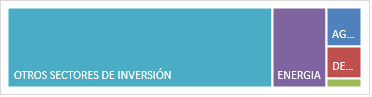 OTROS SECTORES DE INVERSIÓN
ENERGIA
AG...
DE...